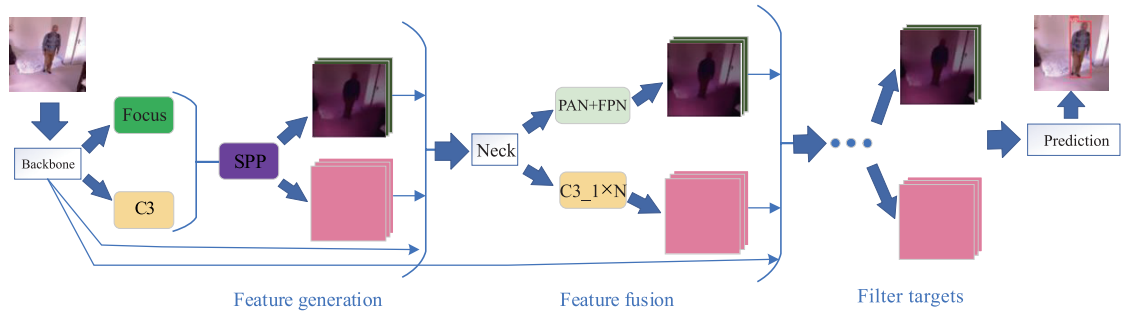 Backbone
Focus
C3
SPP
Neck
PAN+FPN
C3_1×N
Prediction
Feature generation
Feature fusion
Filter targets